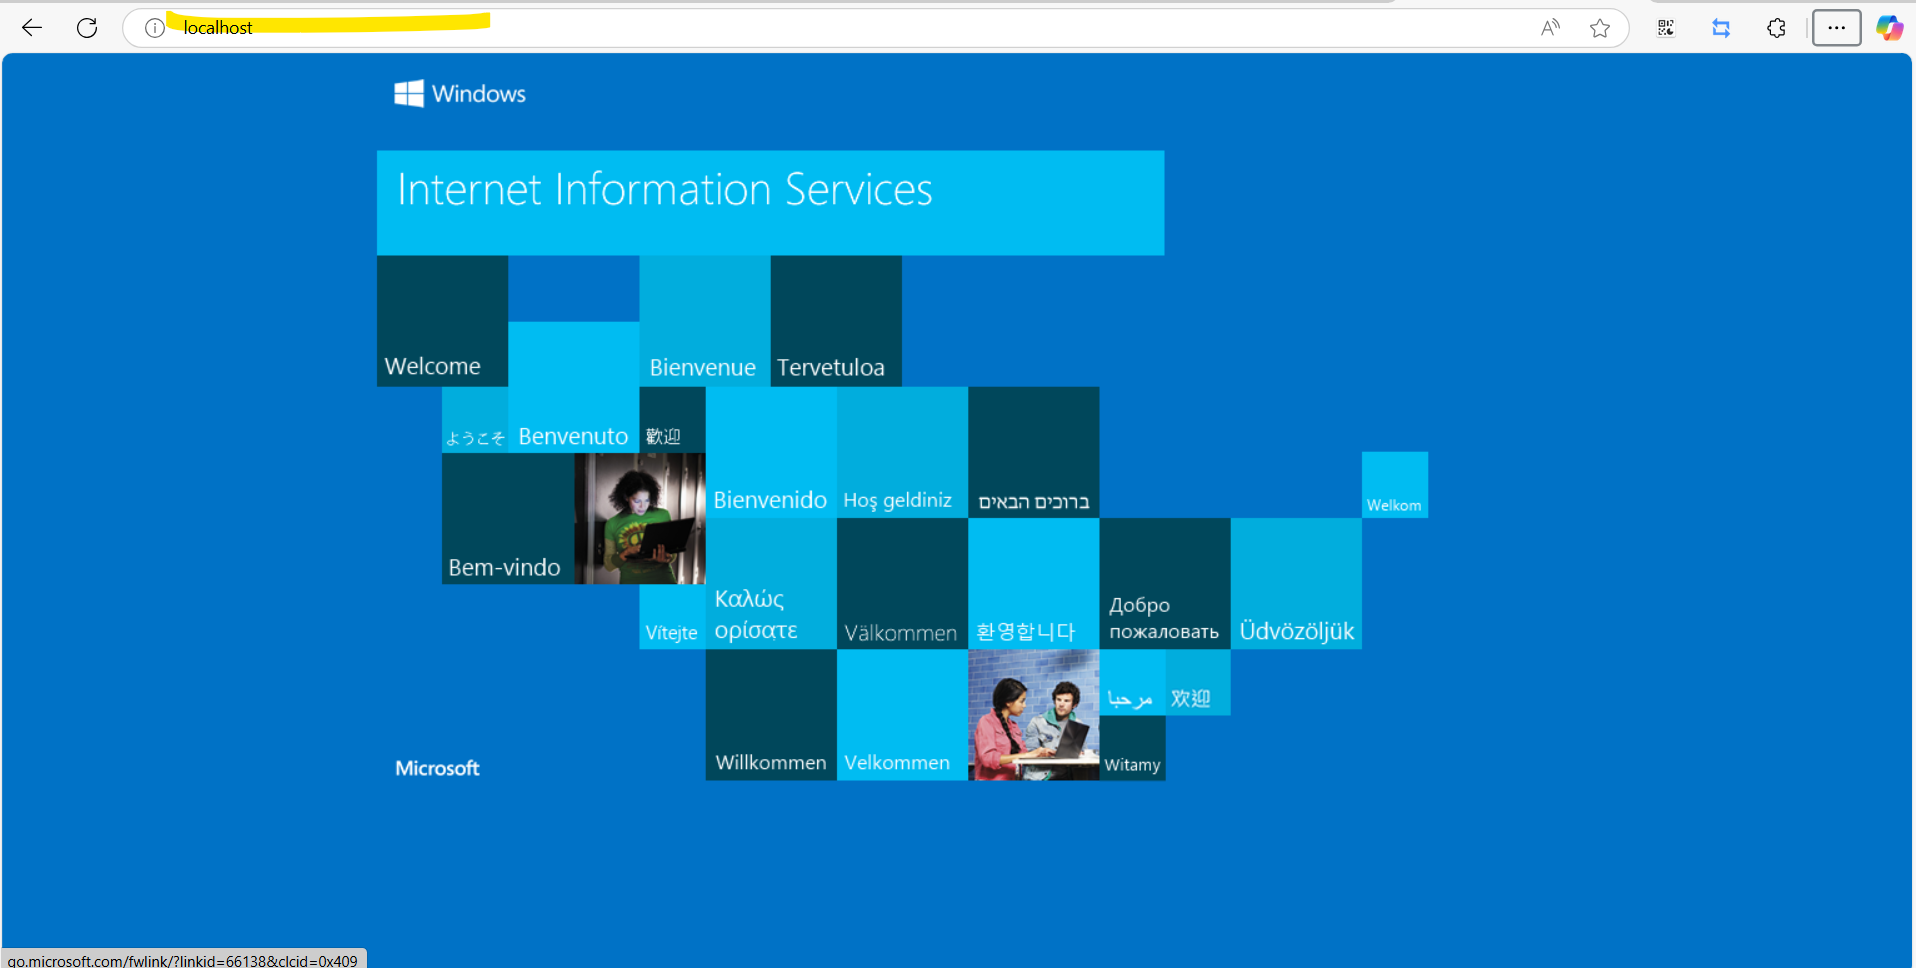 localhost
Windows
Internet Information Services
Welcome
Bienvenue
Tervetuloa
ようこそ
Benvenuto
歡迎
Bienvenido
Hoş geldiniz
ברוכים הבאים
Welkom
Bem-vindo
Καλώς
ορίσατε
Vítejte
Välkommen
환영합니다
Добро
пожаловать
Üdvözöljük
مرحبا
欢迎
Willkommen
Velkommen
Witamy
Microsoft
go.microsoft.com/fwlink/?linkid=66138&clcid=0x409